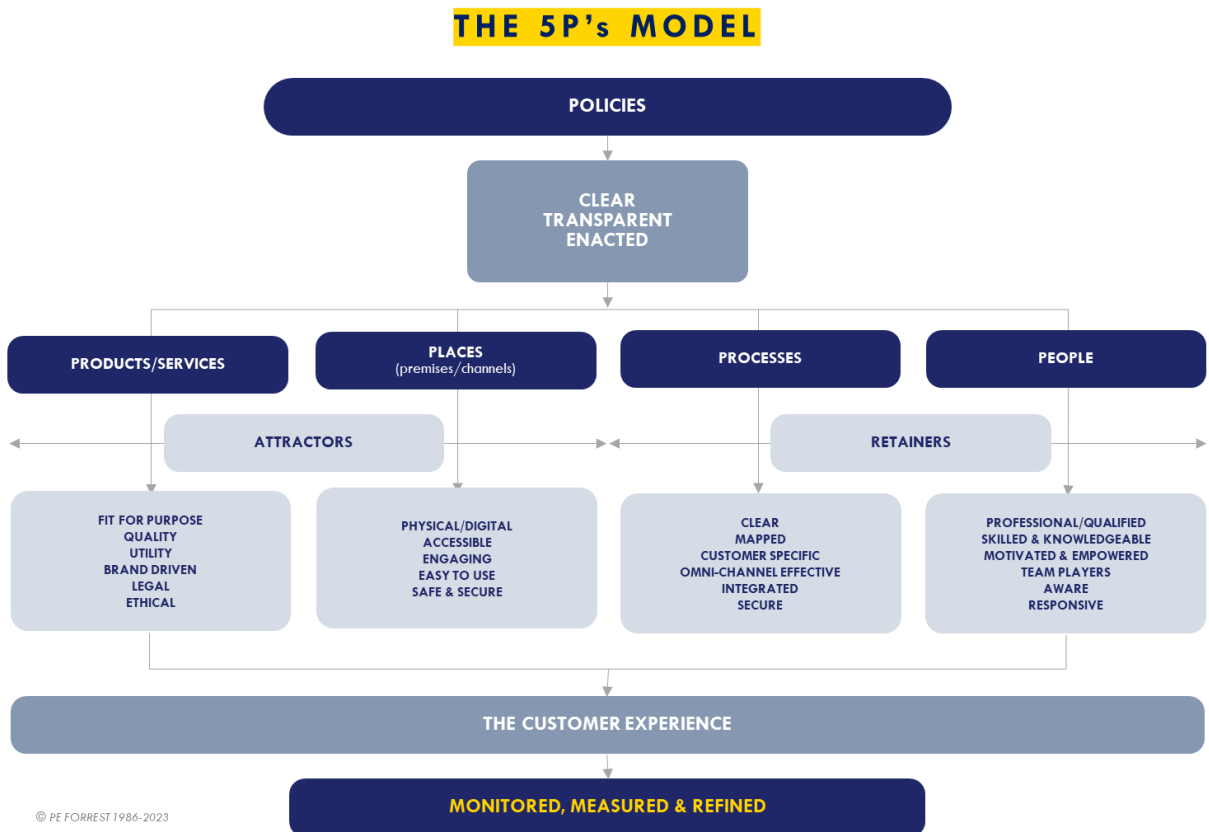 THE 5P's MODEL
POLICIES
CLEAR
TRANSPARENT
ENACTED
PRODUCTS/SERVICES
PLACES
(premises/channels)
PROCESSES
PEOPLE
ATTRACTORS
RETAINERS
FIT FOR PURPOSE
QUALITY
UTILITY
BRAND DRIVEN
LEGAL
ETHICAL
PHYSICAL/DIGITAL
ACCESSIBLE
ENGAGING
EASY TO USE
SAFE & SECURE
CLEAR
MAPPED
CUSTOMER SPECIFIC
OMNI-CHANNEL EFFECTIVE
INTEGRATED
SECURE
PROFESSIONAL/QUALIFIED
SKILLED & KNOWLEDGEABLE
MOTIVATED & EMPOWERED
TEAM PLAYERS
AWARE
RESPONSIVE
THE CUSTOMER EXPERIENCE
MONITORED, MEASURED & REFINED
© PE FORREST 1986-2023